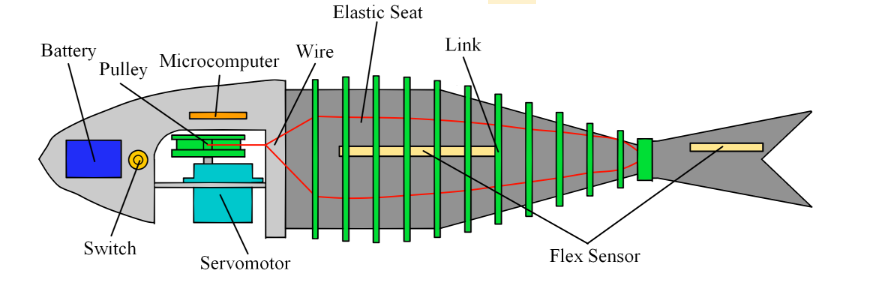 Elastic Seat
Battery
Pulley
Microcomputer
Wire
Link
Switch
Servomotor
Flex Sensor